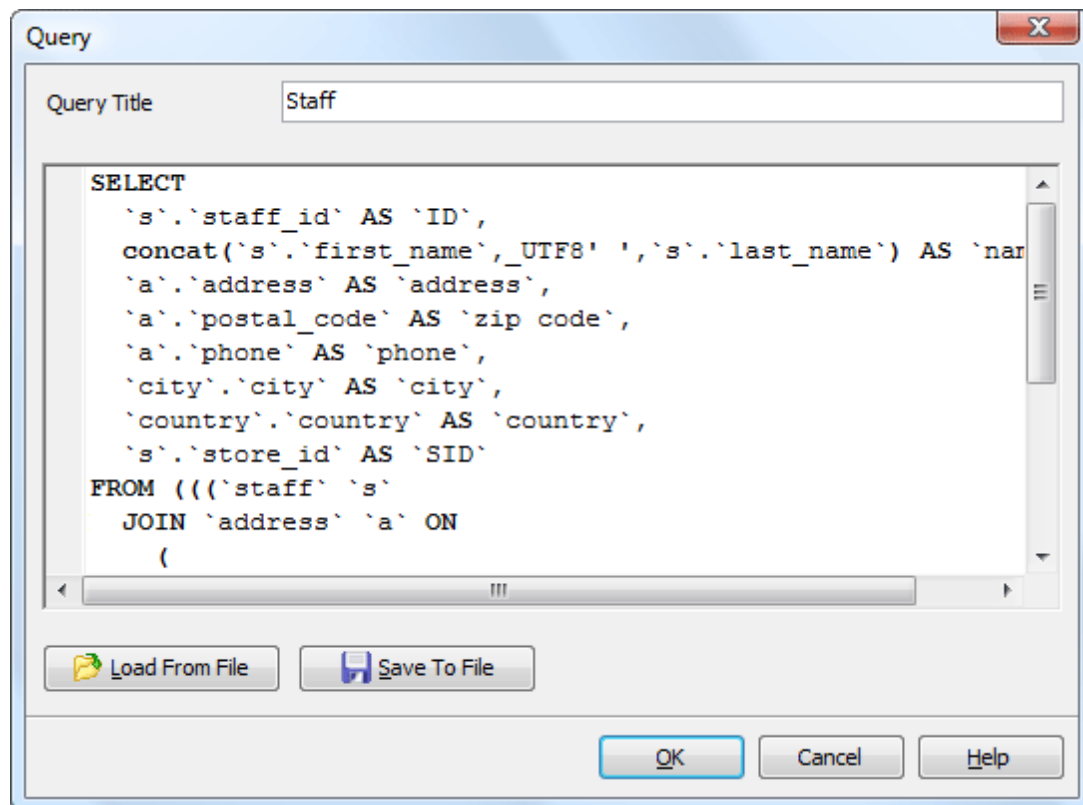 Query
Query Title Staff
SELECT
`s`.`staff_id` AS `ID`,
concat(`s`.`first_name`,_UTF8' ',`s`.`last_name`) AS
`a`.`address` AS `address`,
`a`.`postal_code` AS `zip code`,
`a`.`phone` AS `phone`,
`city`.`city` AS `city`,
`country`.`country` AS `country`,
`s`.`store_id` AS `SID`
FROM (((`staff` `s`
JOIN `address` `a` ON
(
Load From File Save To File
OK Cancel Help